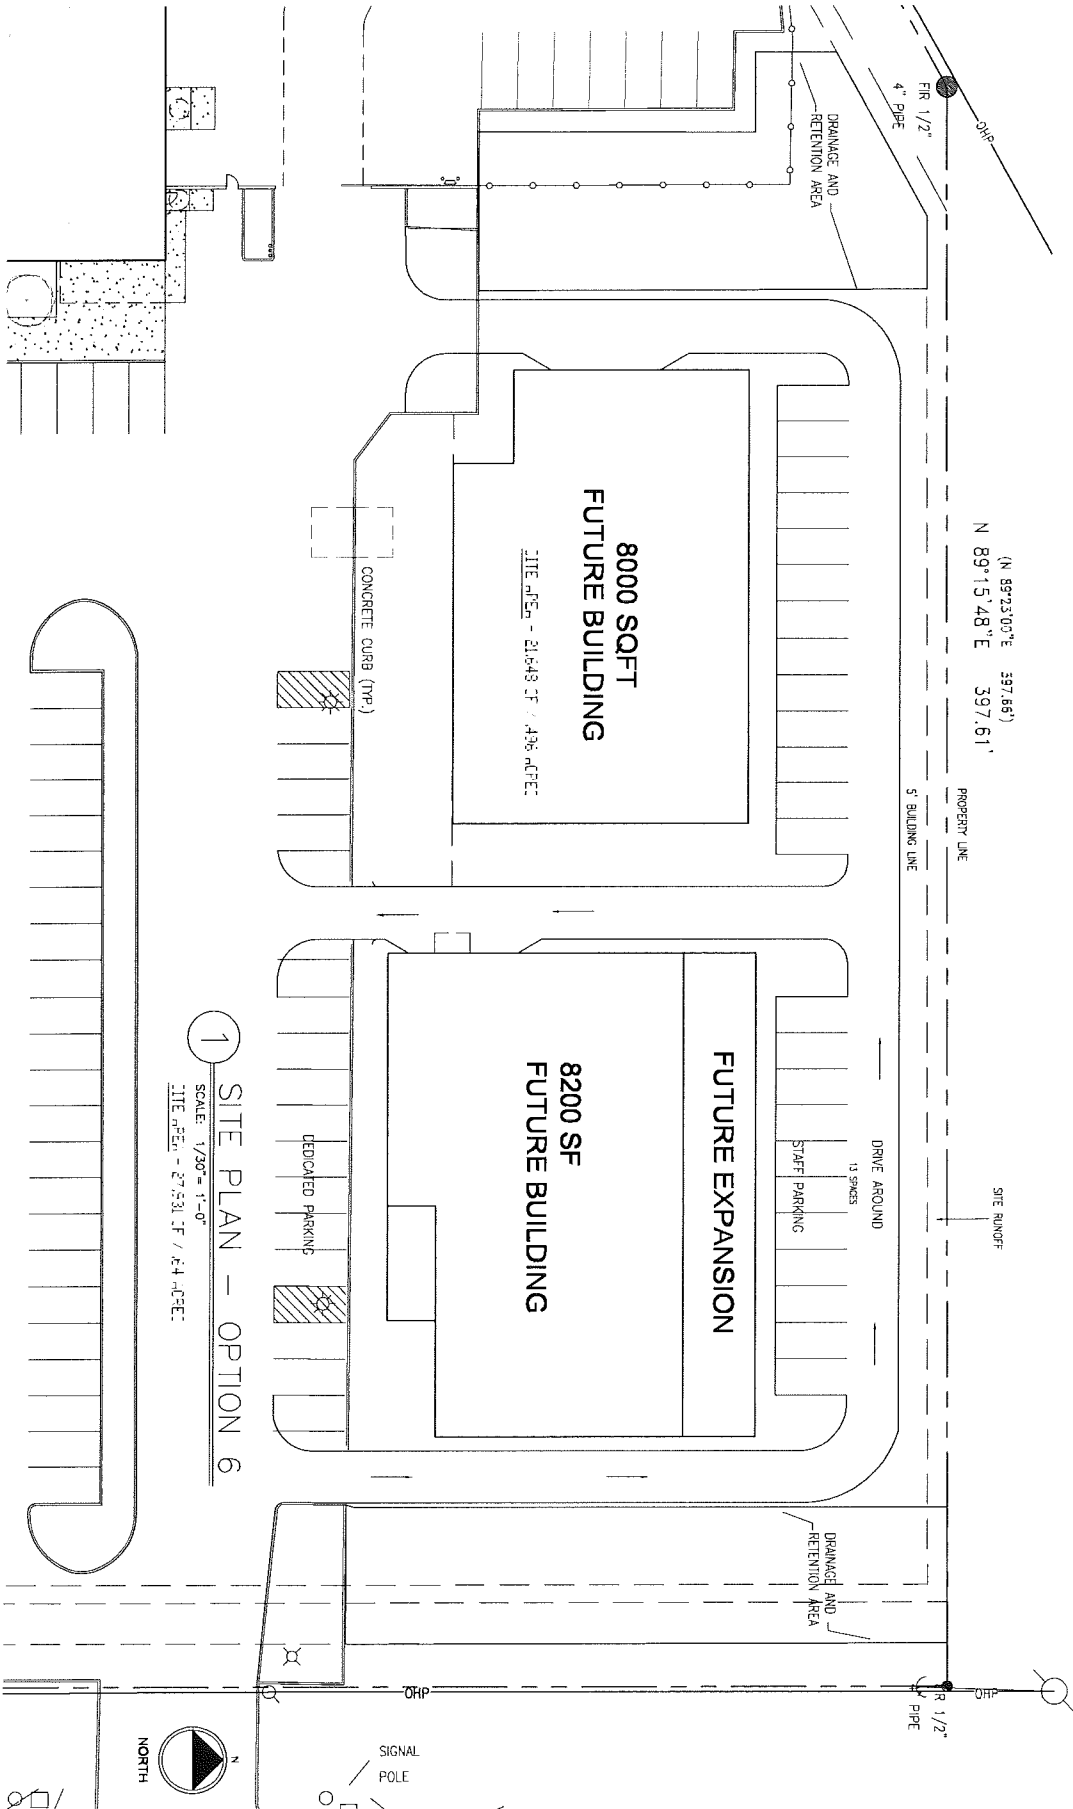 (N 89°23'00"E 397.66')
N 89°15'48"E 397.61'
FIR 1/2"
4" PIPE
OHP
DRAINAGE AND
RETENTION AREA
PROPERTY LINE
5' BUILDING LINE
SITE RUNOFF
DRIVE AROUND
13 SPACES
STAFF PARKING
8000 SQFT
FUTURE BUILDING
FUTURE EXPANSION
8200 SF
FUTURE BUILDING
CONCRETE CURB (TYP.)
DEDICATED PARKING
DRAINAGE AND
RETENTION AREA
1/2"
PIPE
OHP
OHP
1
SITE PLAN - OPTION 6
SCALE: 1/30"= 1'-0"
SIGNAL
POLE
N
NORTH